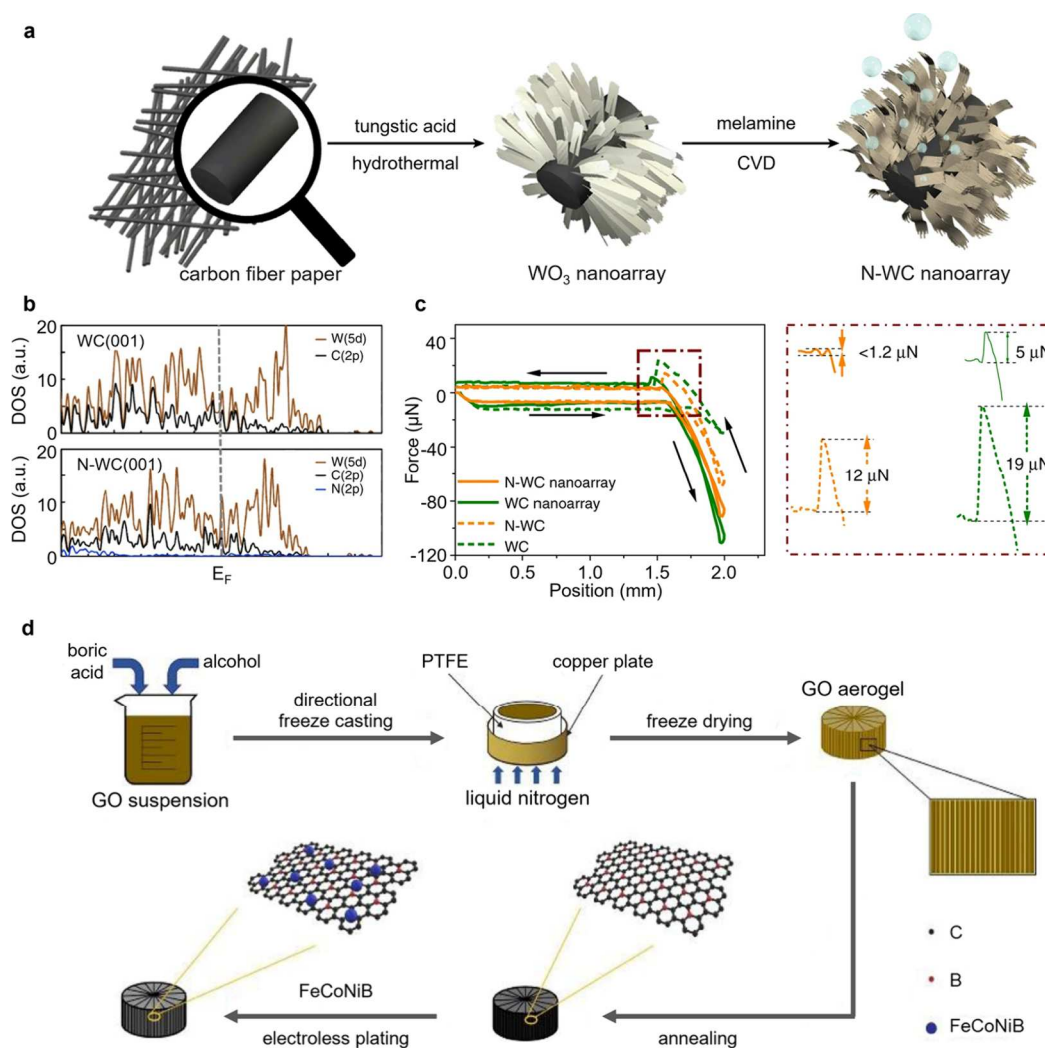 a
tungstic acid
hydrothermal
melamine
CVD
carbon fiber paper
WO₃ nanoarray
N-WC nanoarray
b
20
WC(001)
W(5d)
C(2p)
10
0
DOS (a.u.)
20
N-WC(001)
W(5d)
C(2p)
N(2p)
10
0
DOS (a.u.)
E_F
c
40
0
-40
-80
-120
Force (µN)
N-WC nanoarray
WC nanoarray
N-WC
WC
0.0 0.5 1.0 1.5 2.0
Position (mm)
<1.2 µN
5 µN
12 µN
19 µN
d
boric
acid
alcohol
GO suspension
directional
freeze casting
PTFE
copper plate
liquid nitrogen
freeze drying
GO aerogel
annealing
FeCoNiB
electroless plating
C
B
FeCoNiB